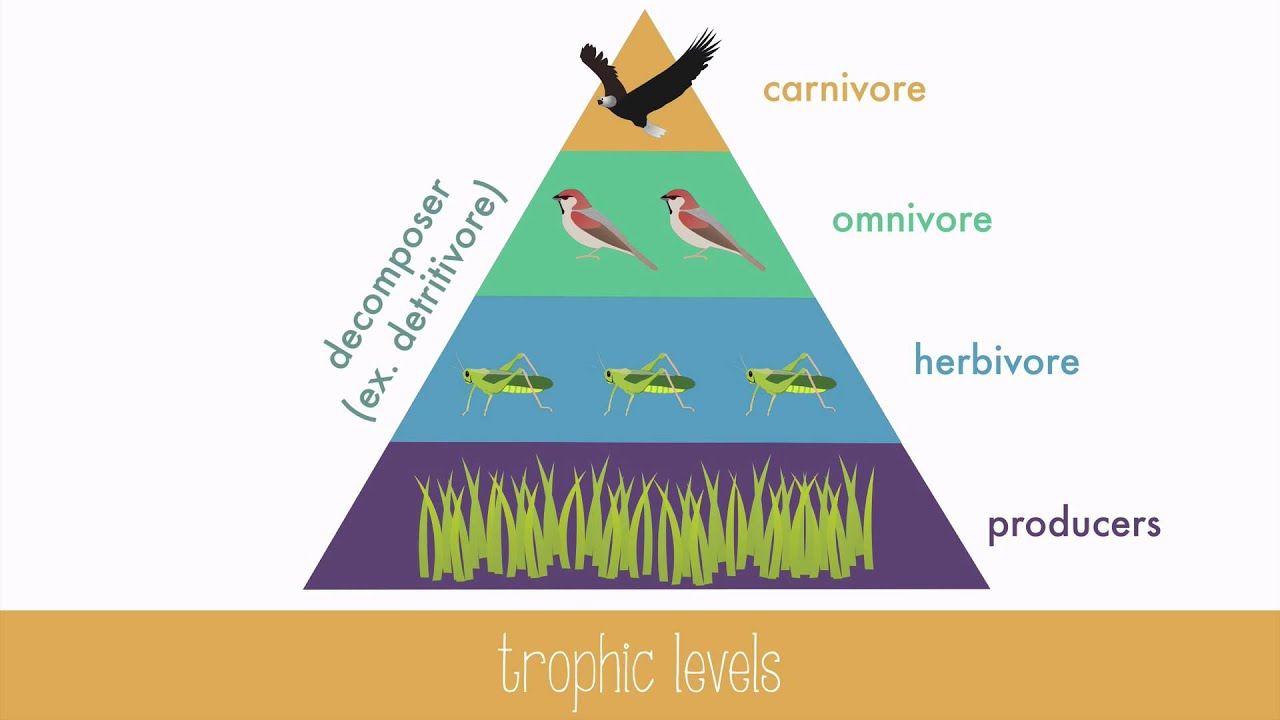 carnivore
omnivore
decomposer
(ex. detritivore)
herbivore
producers
trophic levels